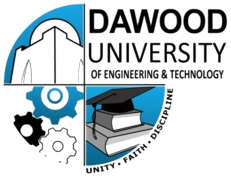 DAWOOD
UNIVERSITY
OF ENGINEERING & TECHNOLOGY
UNITY • FAITH • DISCIPLINE